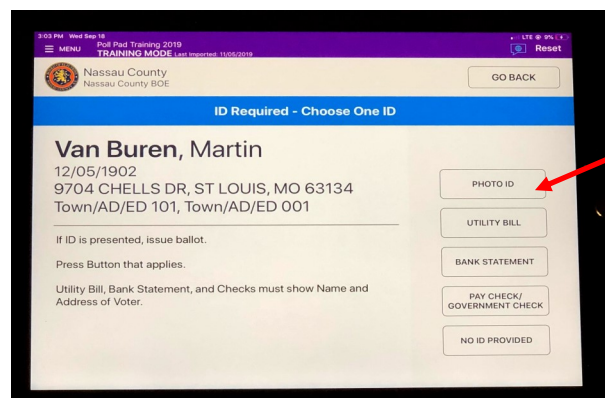 3:03 PM Wed Sep 16
LTE 9%
MENU
Poll Pad Training 2019
TRAINING MODE Last Imported: 11/05/2019
Reset
Nassau County
Nassau County BOE
GO BACK
ID Required - Choose One ID
Van Buren, Martin
12/05/1902
9704 CHELLS DR, ST LOUIS, MO 63134
Town/AD/ED 101, Town/AD/ED 001
If ID is presented, issue ballot.
Press Button that applies.
Utility Bill, Bank Statement, and Checks must show Name and
Address of Voter.
PHOTO ID
UTILITY BILL
BANK STATEMENT
PAY CHECK/
GOVERNMENT CHECK
NO ID PROVIDED